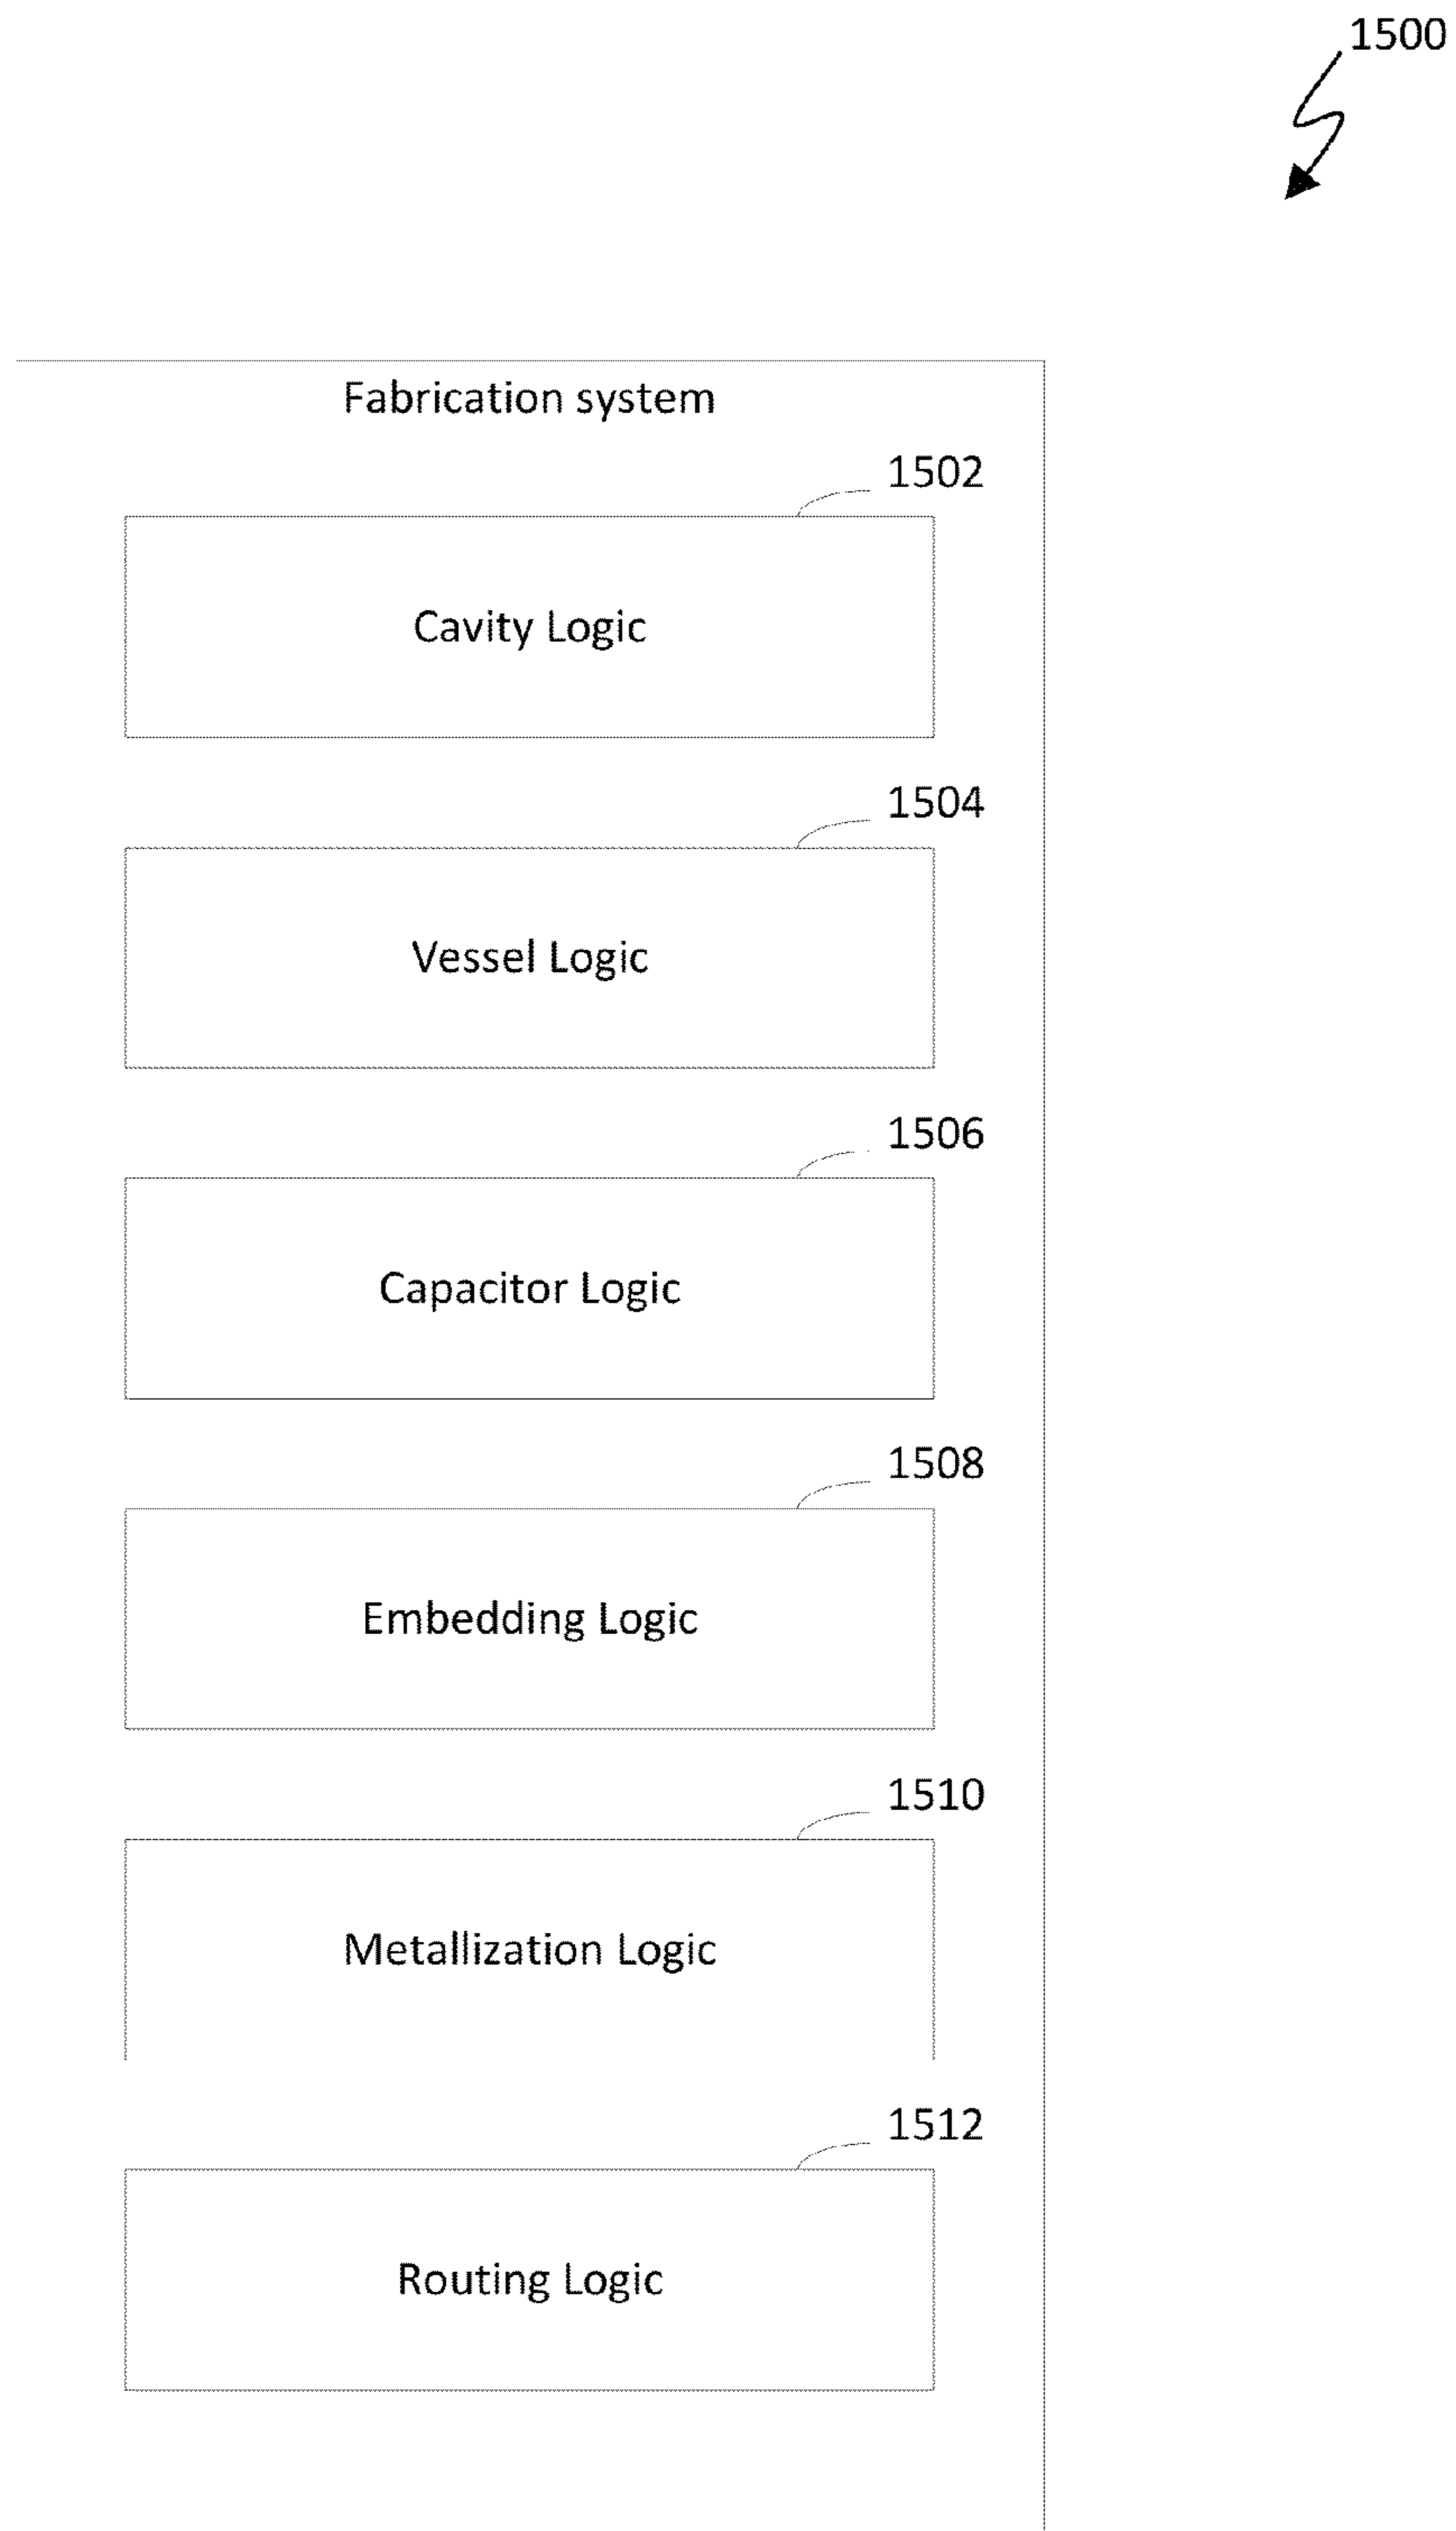 1500
Fabrication system
1502
Cavity Logic
1504
Vessel Logic
1506
Capacitor Logic
1508
Embedding Logic
1510
Metallization Logic
1512
Routing Logic